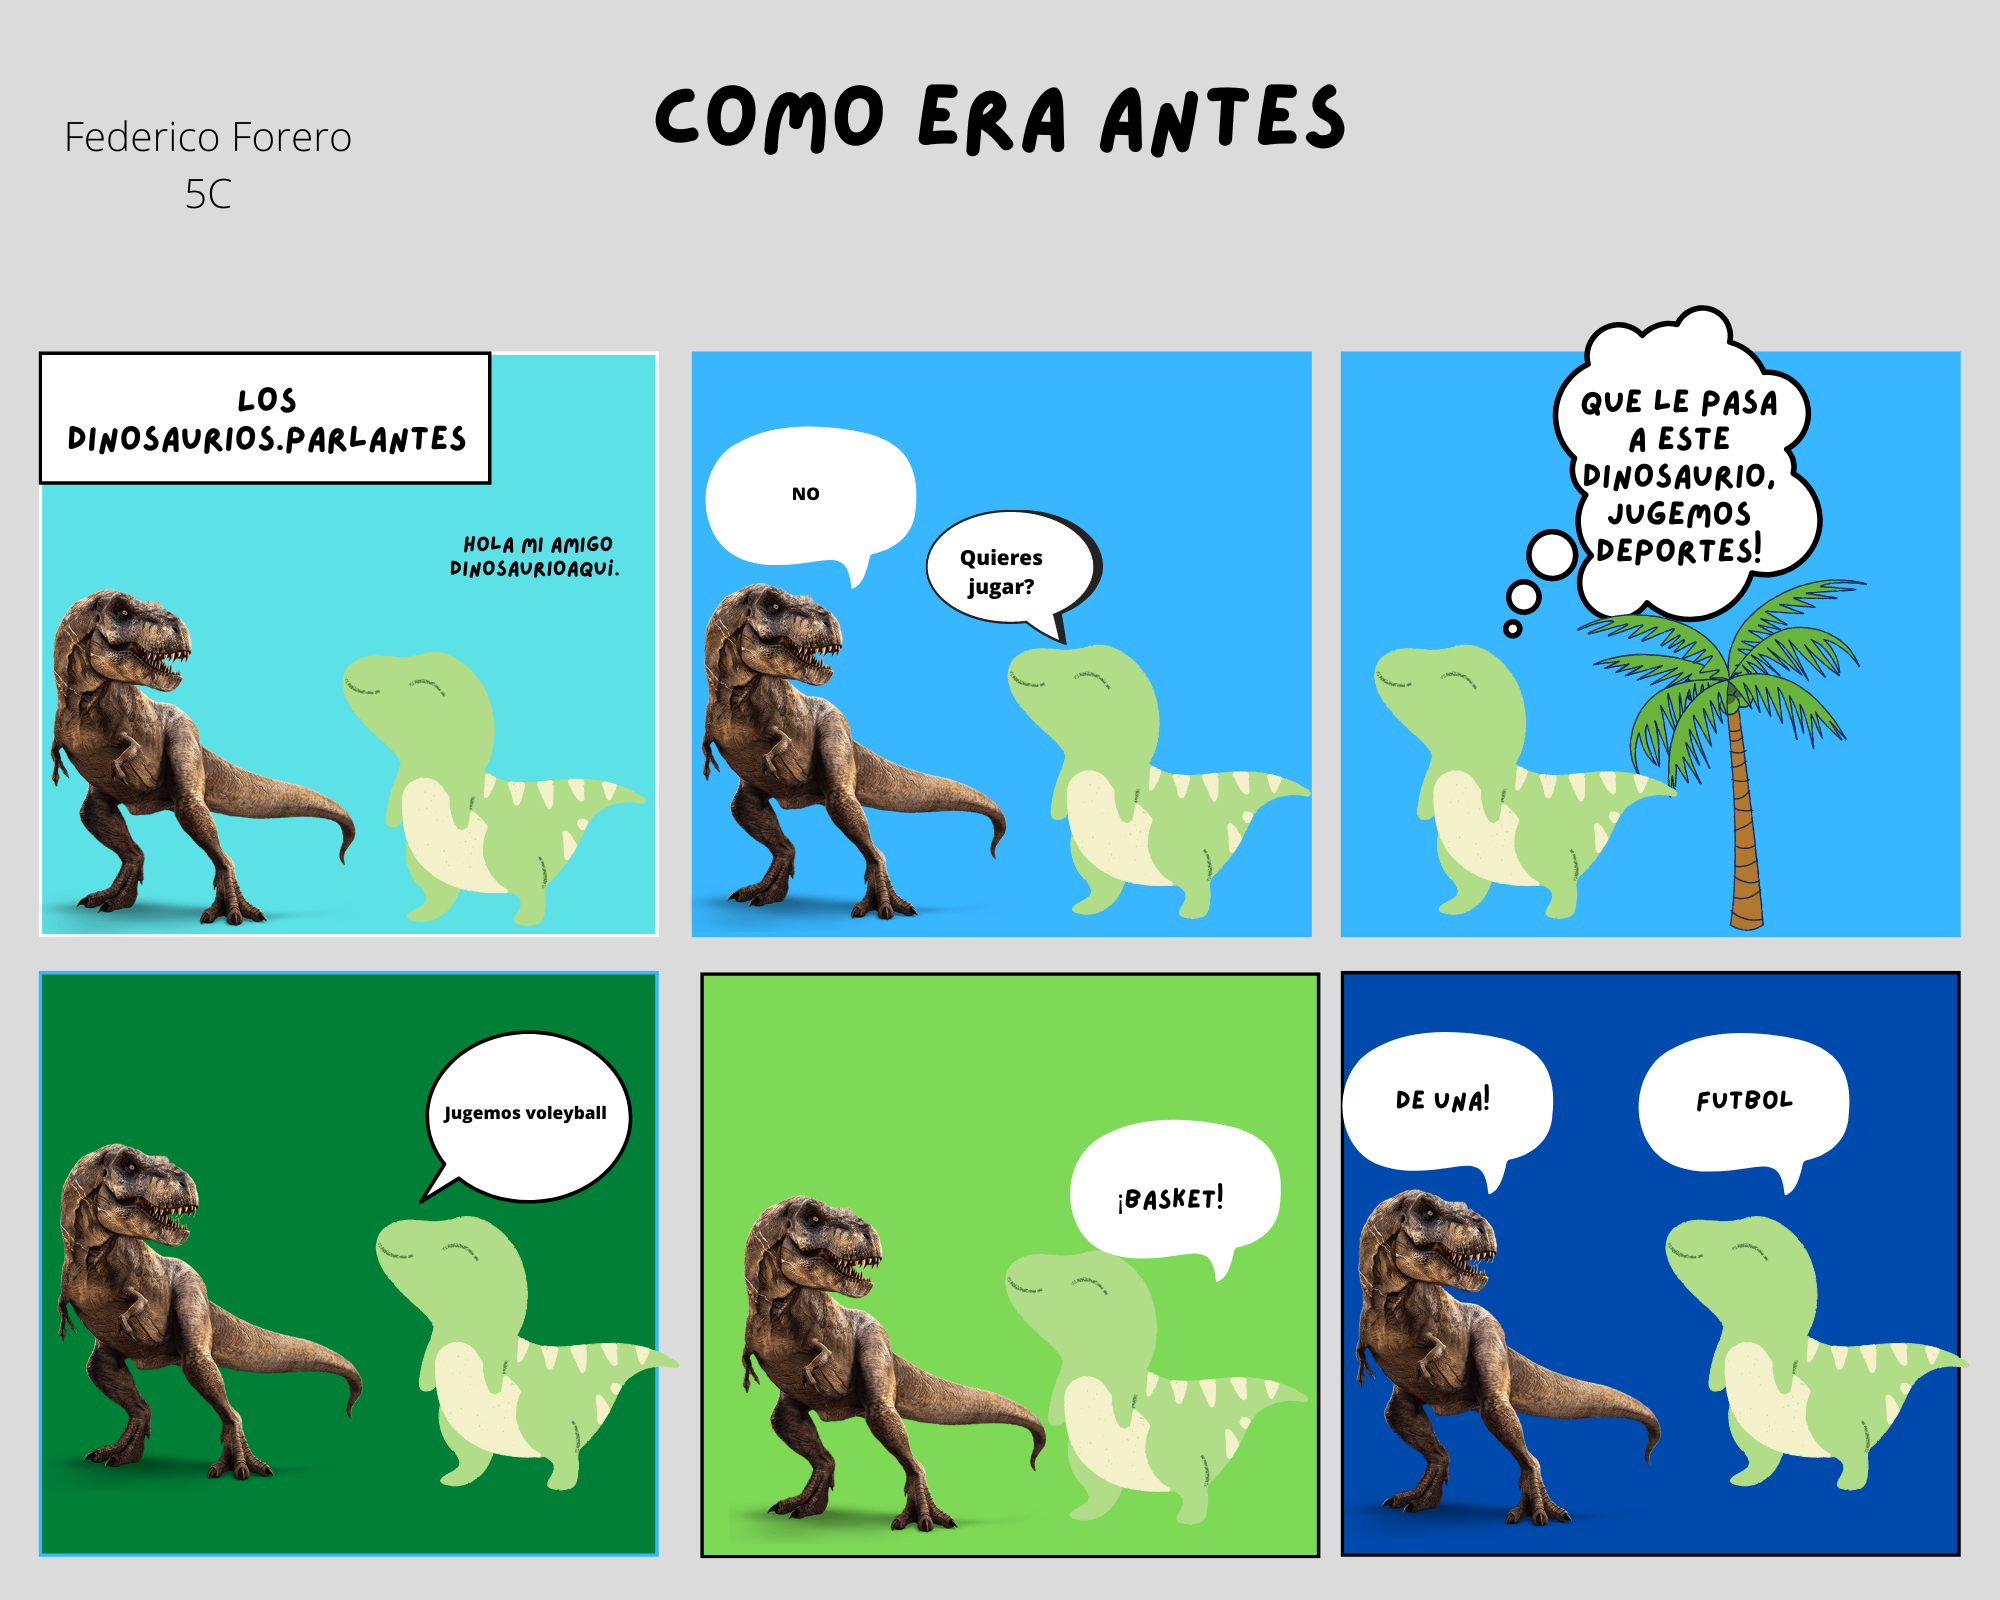 COMO ERA ANTES
Federico Forero
5C
LOS
DINOSAURIOS.PARLANTES
HOLA MI AMIGO
DINOSAURIOAQUÍ.
NO
Quieres
jugar?
QUE LE PASA
A ESTE
DINOSAURIO,
JUGEMOS
DEPORTES!
Jugemos voleyball
¡BASKET!
DE UNA!
FUTBOL